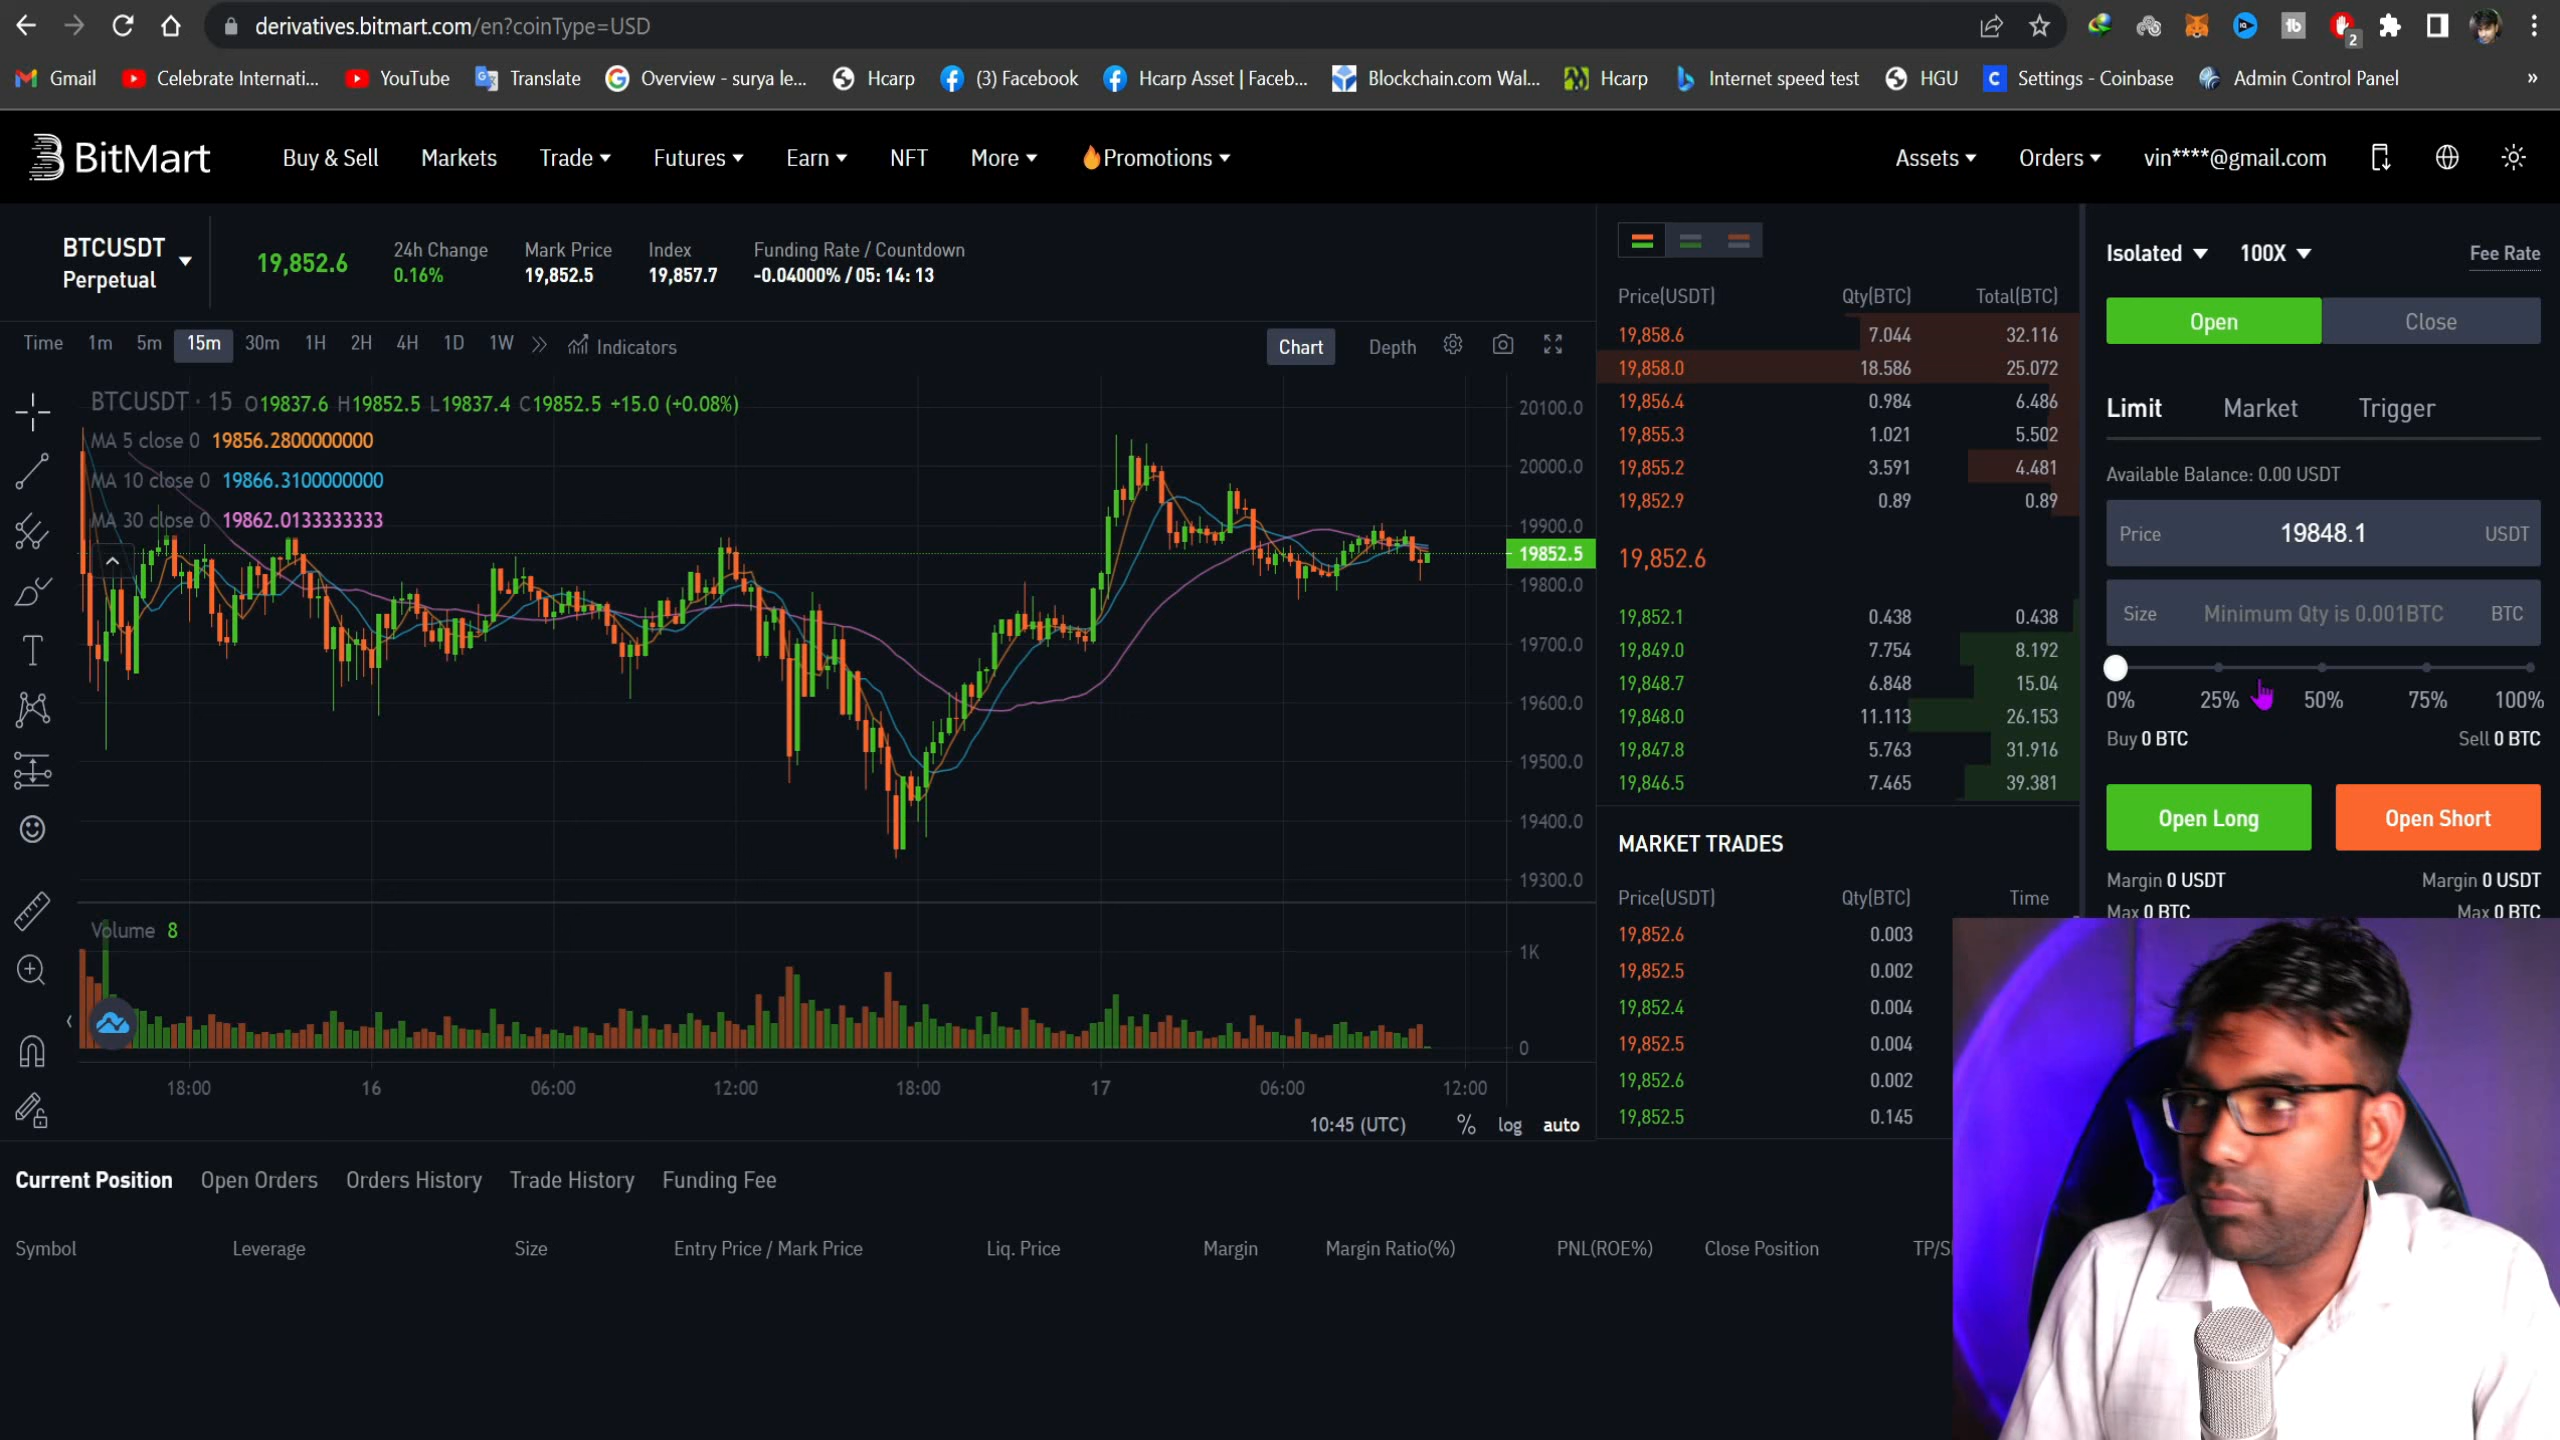 derivatives.bitmart.com/en?coinType=USD
2
Gmail Celebrate Internati... YouTube Translate Overview - surya le... Hcarp (3) Facebook Hcarp Asset | Faceb... Blockchain.com Wal... Hcarp Internet speed test HGU Settings - Coinbase Admin Control Panel »
BitMart Buy & Sell Markets Trade Futures Earn NFT More Promotions Assets Orders vin****@gmail.com
BTCUSDT
Perpetual
19,852.6
24h Change Mark Price Index Funding Rate / Countdown
0.16% 19,852.5 19,857.7 -0.04000% / 05: 14: 13
Time 1m 5m 15m 30m 1H 2H 4H 1D 1W Indicators Chart Depth
BTCUSDT · 15 O19837.6 H19852.5 L19837.4 C19852.5 +15.0 (+0.08%)
MA 5 close 0 19856.2800000000
MA 10 close 0 19866.3100000000
MA 30 close 0 19862.0133333333
20100.0
20000.0
19900.0
19852.5
19800.0
19700.0
19600.0
19500.0
19400.0
19300.0
Volume 8
1K
0
18:00 16 06:00 12:00 18:00 17 06:00 12:00
10:45 (UTC) % log auto
Price(USDT) Qty(BTC) Total(BTC)
19,858.6 7.044 32.116
19,858.0 18.586 25.072
19,856.4 0.984 6.486
19,855.3 1.021 5.502
19,855.2 3.591 4.481
19,852.9 0.89 0.89
19,852.6
19,852.1 0.438 0.438
19,849.0 7.754 8.192
19,848.7 6.848 15.04
19,848.0 11.113 26.153
19,847.8 5.763 31.916
19,846.5 7.465 39.381
MARKET TRADES
Price(USDT) Qty(BTC) Time
19,852.6 0.003
19,852.5 0.002
19,852.4 0.004
19,852.5 0.004
19,852.6 0.002
19,852.5 0.145
Isolated 100X Fee Rate
Open Close
Limit Market Trigger
Available Balance: 0.00 USDT
Price 19848.1 USDT
Size Minimum Qty is 0.001BTC BTC
0% 25% 50% 75% 100%
Buy 0 BTC Sell 0 BTC
Open Long Open Short
Margin 0 USDT Margin 0 USDT
Max 0 BTC Max 0 BTC
Current Position Open Orders Orders History Trade History Funding Fee
Symbol Leverage Size Entry Price / Mark Price Liq. Price Margin Margin Ratio(%) PNL(ROE%) Close Position TP/S